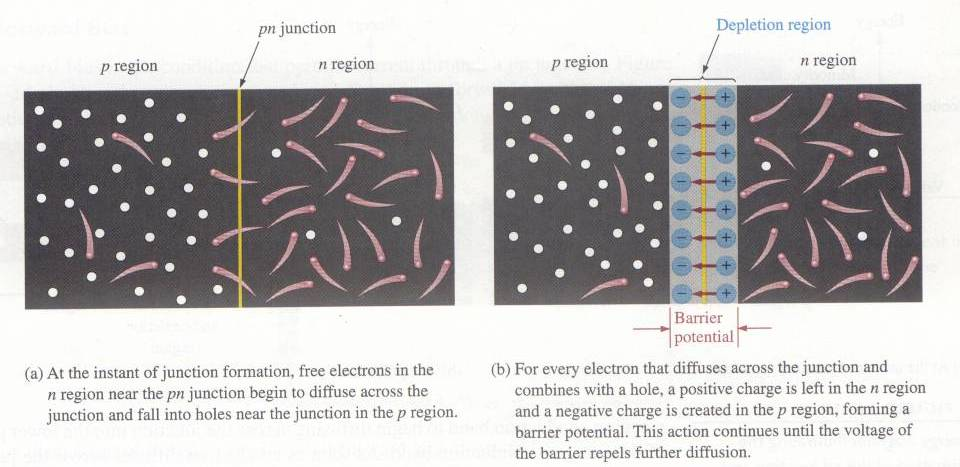 pn junction
p region
n region
Depletion region
p region
n region
Barrier
potential
(a) At the instant of junction formation, free electrons in the
n region near the pn junction begin to diffuse across the
junction and fall into holes near the junction in the p region.
(b) For every electron that diffuses across the junction and
combines with a hole, a positive charge is left in the n region
and a negative charge is created in the p region, forming a
barrier potential. This action continues until the voltage of
the barrier repels further diffusion.